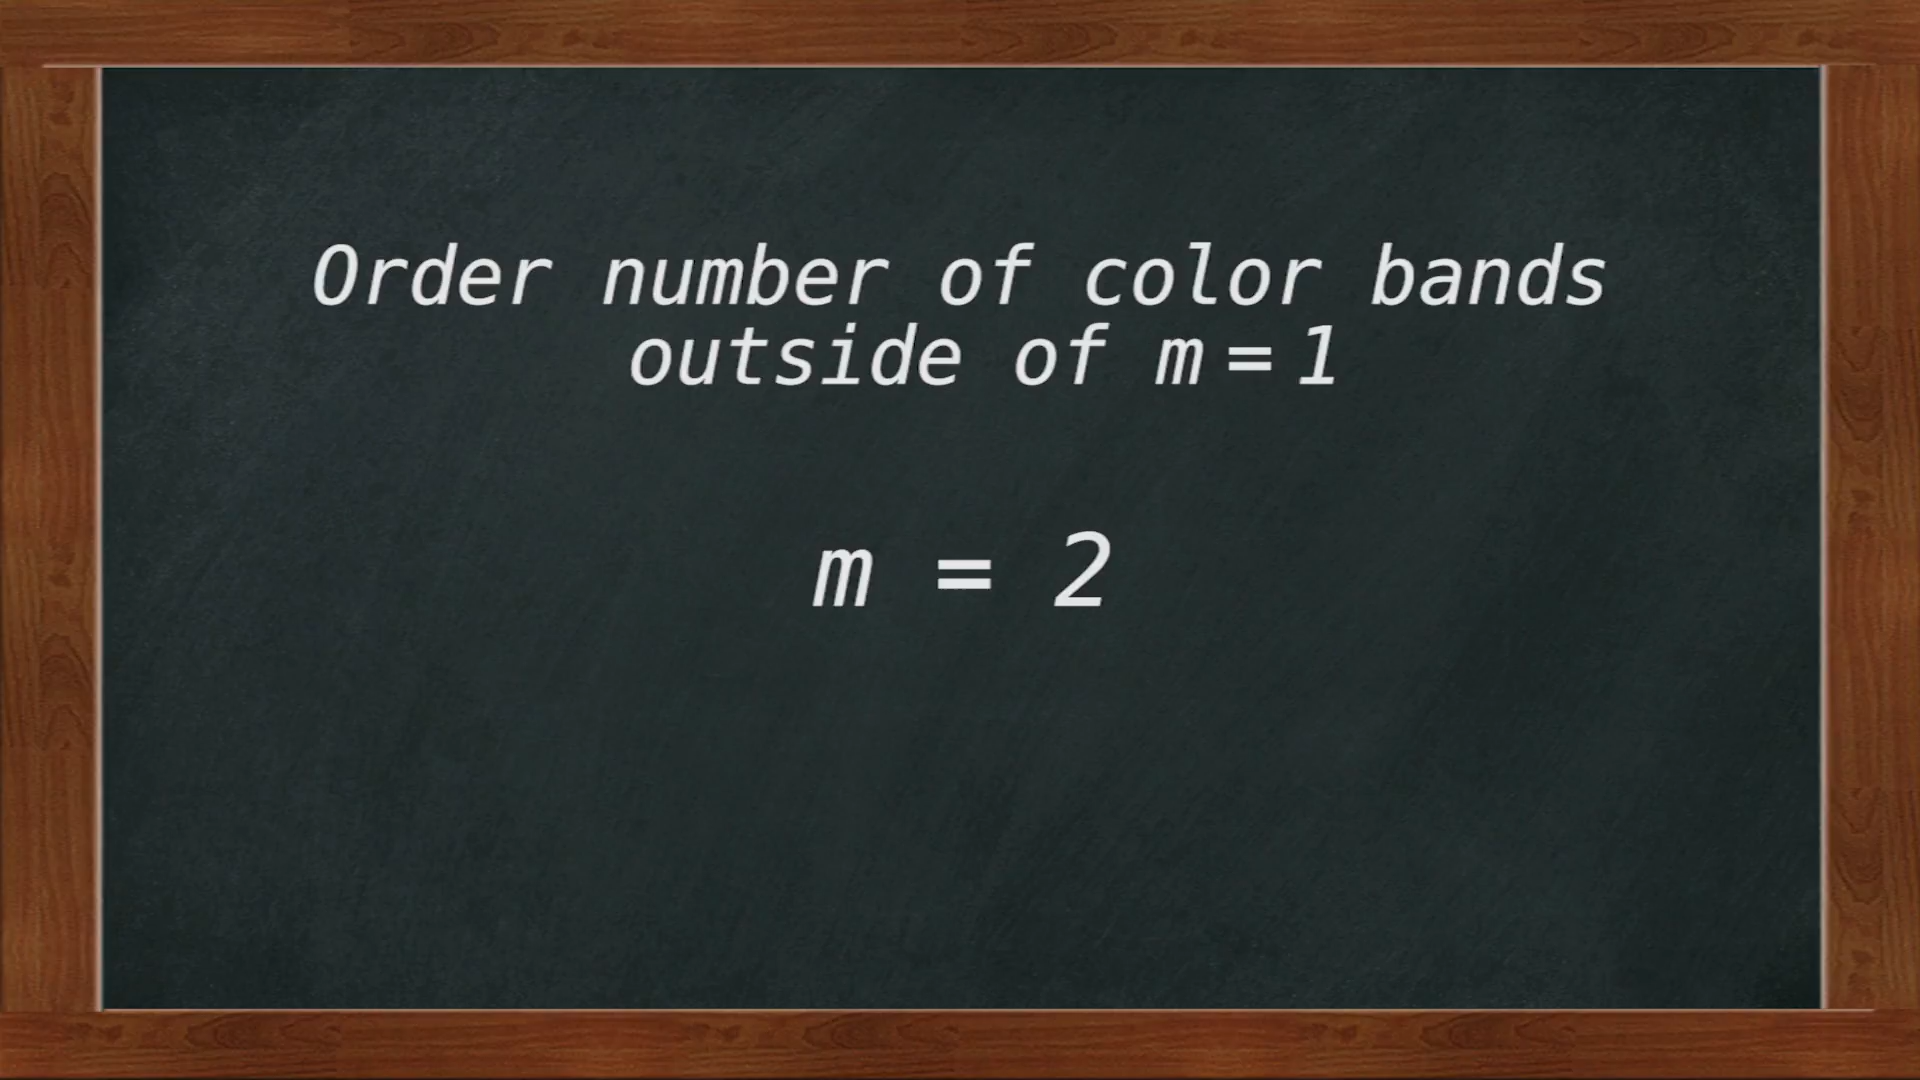 Order number of color bands
outside of m = 1
m = 2